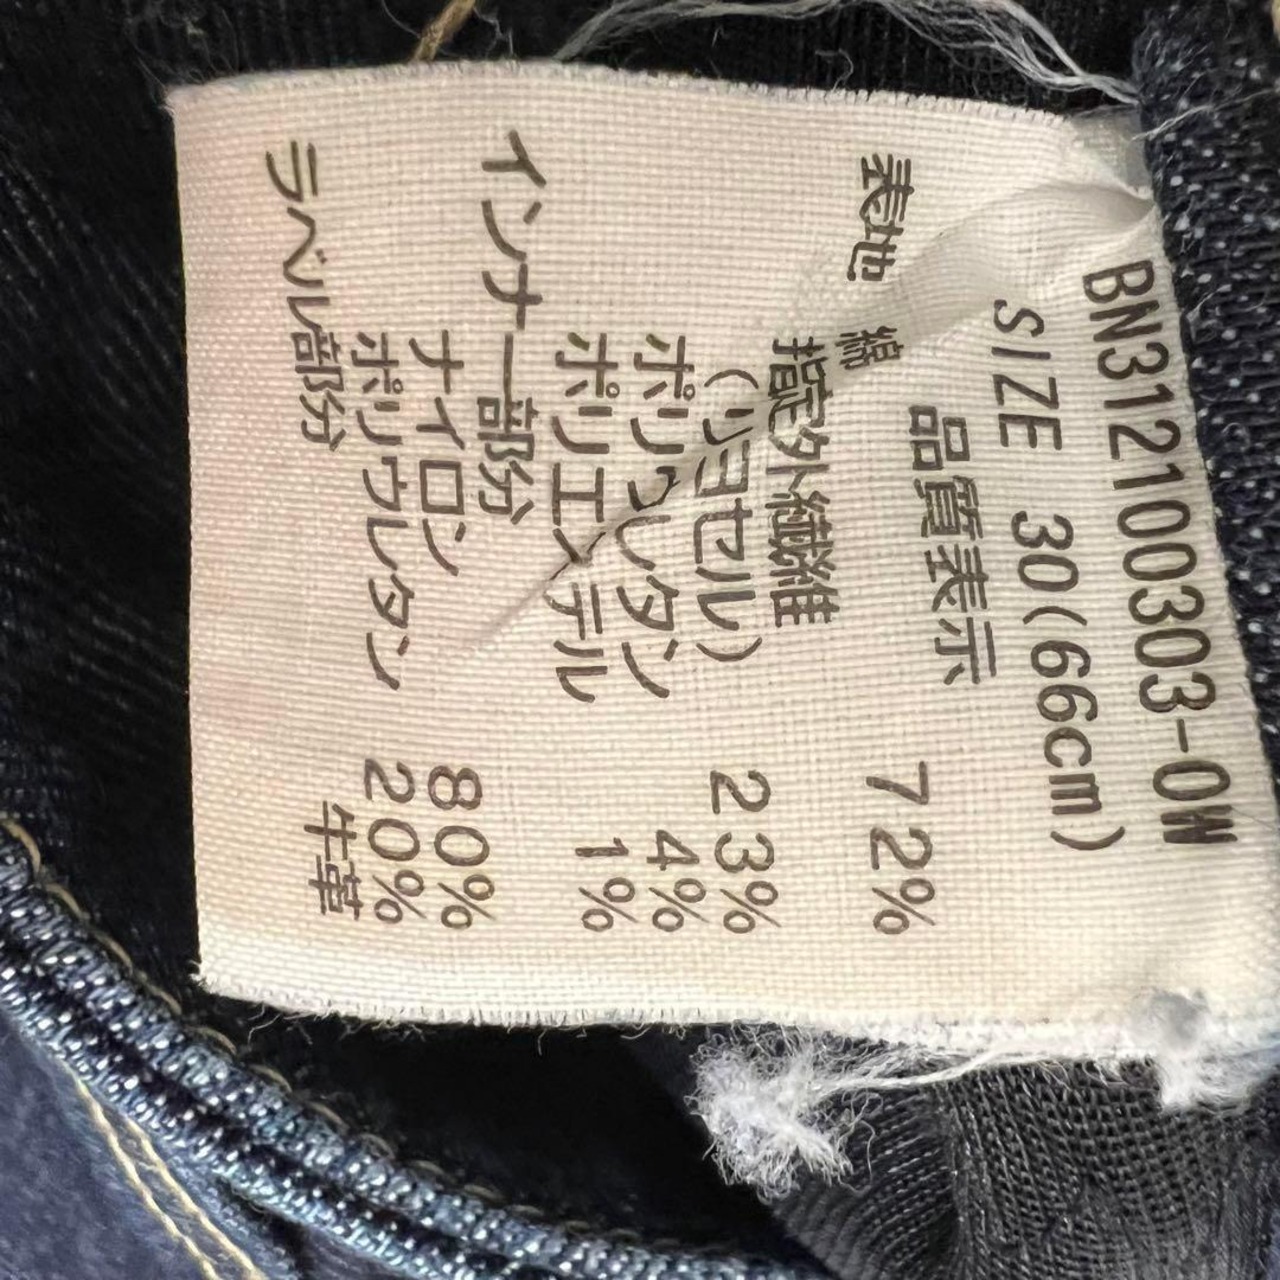 BN312100303-0W
SIZE 30(66cm)
品質表示
表地 綿 72%
指定外繊維
(リヨセル) 23%
ポリウレタン 4%
ポリエステル 1%
インナー部分
ナイロン 80%
ポリウレタン 20%
ラベル部分 牛革